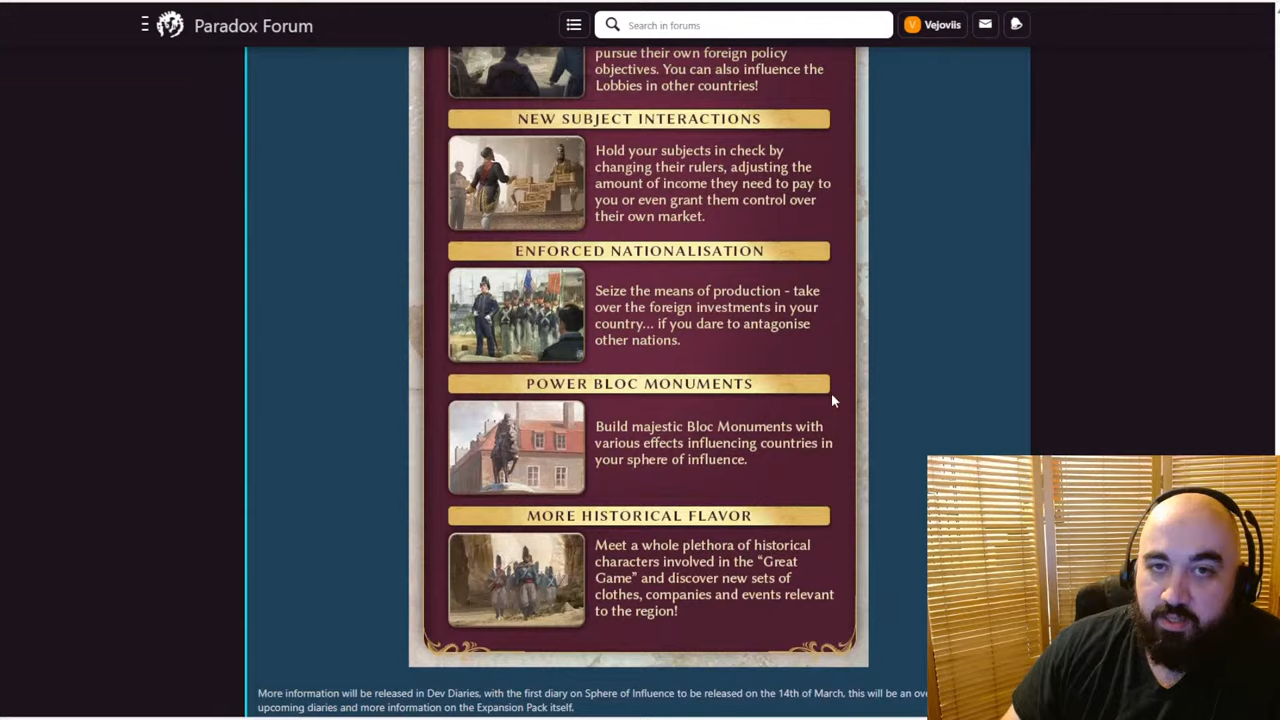 Paradox Forum
Search in forums
V Vejoviis
pursue their own foreign policy
objectives. You can also influence the
Lobbies in other countries!
NEW SUBJECT INTERACTIONS
Hold your subjects in check by
changing their rulers, adjusting the
amount of income they need to pay to
you or even grant them control over
their own market.
ENFORCED NATIONALISATION
Seize the means of production - take
over the foreign investments in your
country... if you dare to antagonise
other nations.
POWER BLOC MONUMENTS
Build majestic Bloc Monuments with
various effects influencing countries in
your sphere of influence.
MORE HISTORICAL FLAVOR
Meet a whole plethora of historical
characters involved in the "Great
Game" and discover new sets of
clothes, companies and events relevant
to the region!
More information will be released in Dev Diaries, with the first diary on Sphere of Influence to be released on the 14th of March, this will be an
upcoming diaries and more information on the Expansion Pack itself.